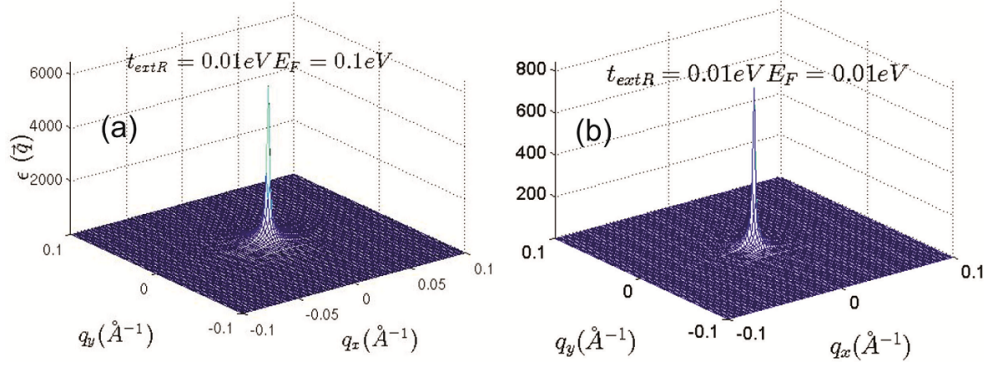 t_{extR} = 0.01eV E_F = 0.1eV
(a)
ϵ (q⃗)
6000
4000
2000
0.1
0
-0.1
q_y(Å⁻¹)
-0.1
-0.05
0
0.05
0.1
q_x(Å⁻¹)
t_{extR} = 0.01eV E_F = 0.01eV
(b)
800
600
400
200
0.1
0
-0.1
q_y(Å⁻¹)
-0.1
0
0.1
q_x(Å⁻¹)